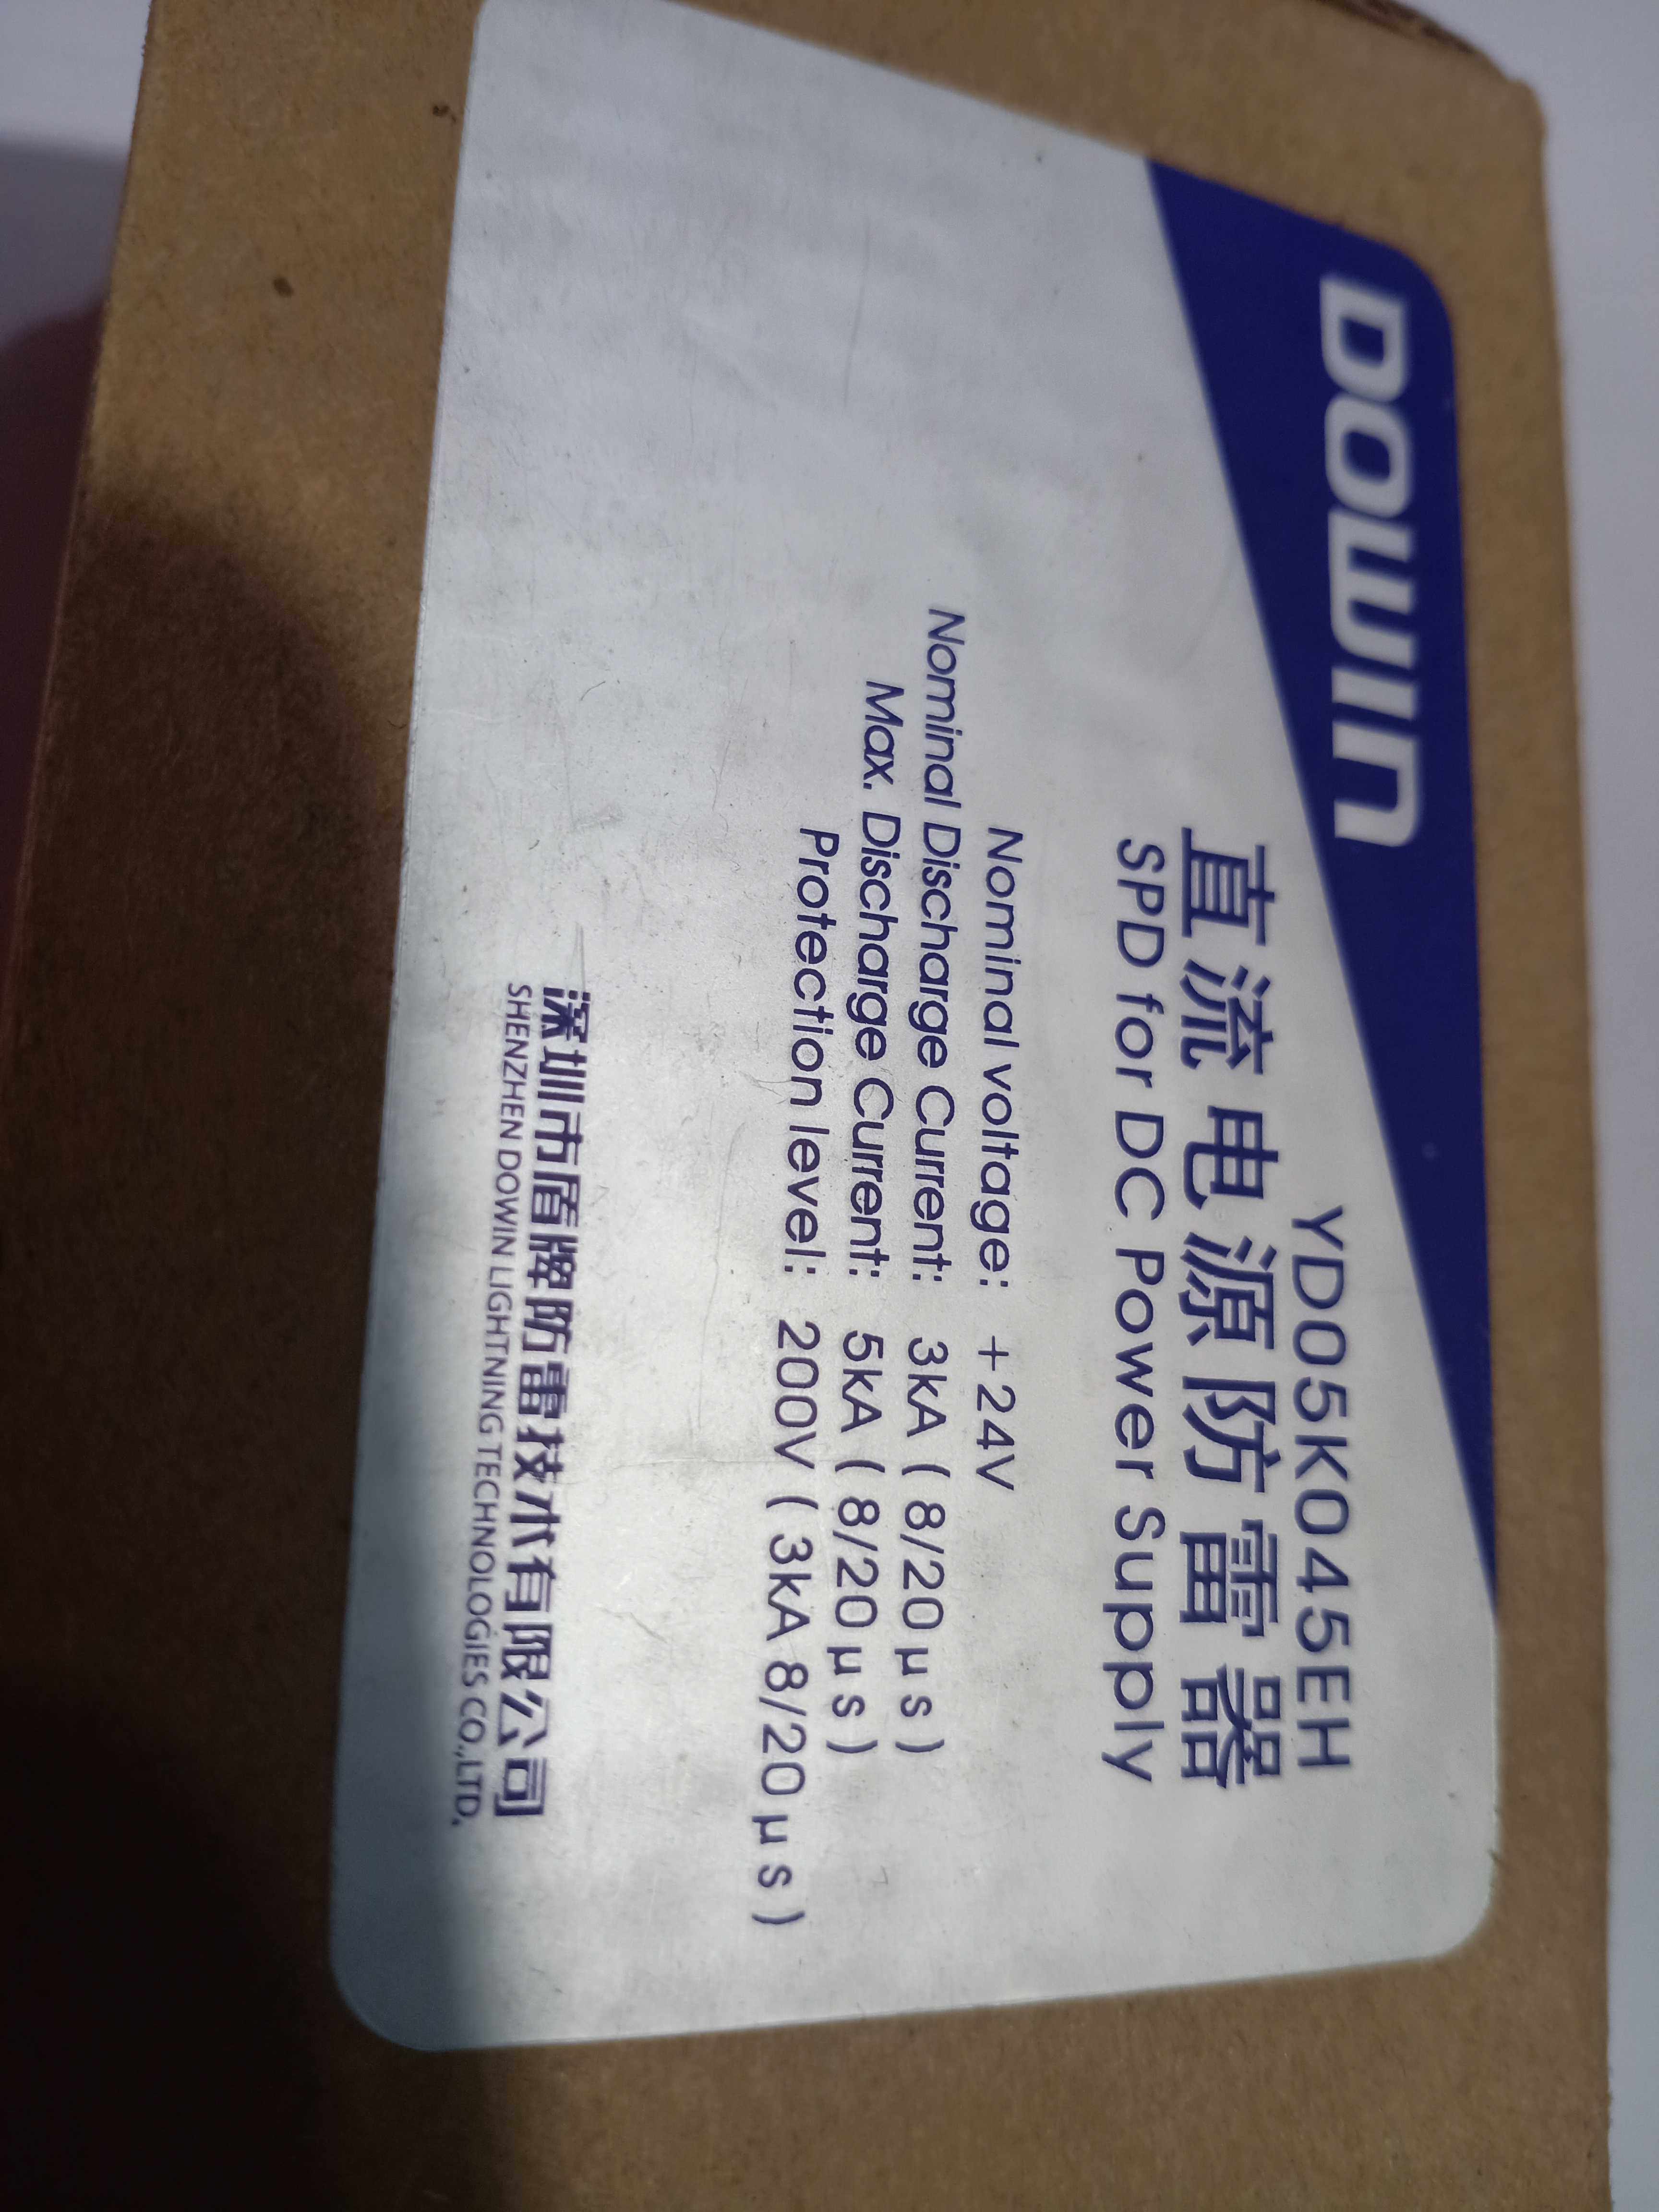 DOWIN
YD05K045EH
直流电源防雷器
SPD for DC Power Supply
Nominal voltage: +24V
Nominal Discharge Current: 3kA ( 8/20μs )
Max. Discharge Current: 5kA ( 8/20μs )
Protection level: 200V ( 3kA 8/20μs )
深圳市盾牌防雷技术有限公司
SHENZHEN DOWIN LIGHTNING TECHNOLOGIES CO.,LTD.